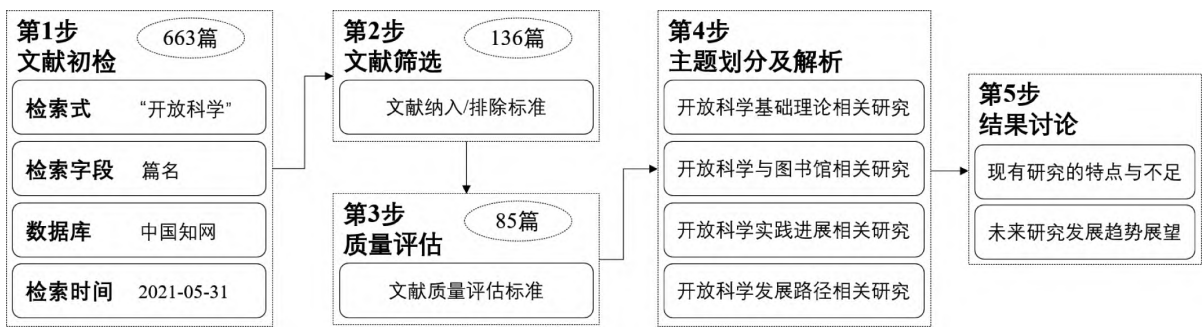 第1步
文献初检
663篇
检索式 “开放科学”
检索字段 篇名
数据库 中国知网
检索时间 2021-05-31
第2步
文献筛选
136篇
文献纳入/排除标准
第3步
质量评估
85篇
文献质量评估标准
第4步
主题划分及解析
开放科学基础理论相关研究
开放科学与图书馆相关研究
开放科学实践进展相关研究
开放科学发展路径相关研究
第5步
结果讨论
现有研究的特点与不足
未来研究发展趋势展望